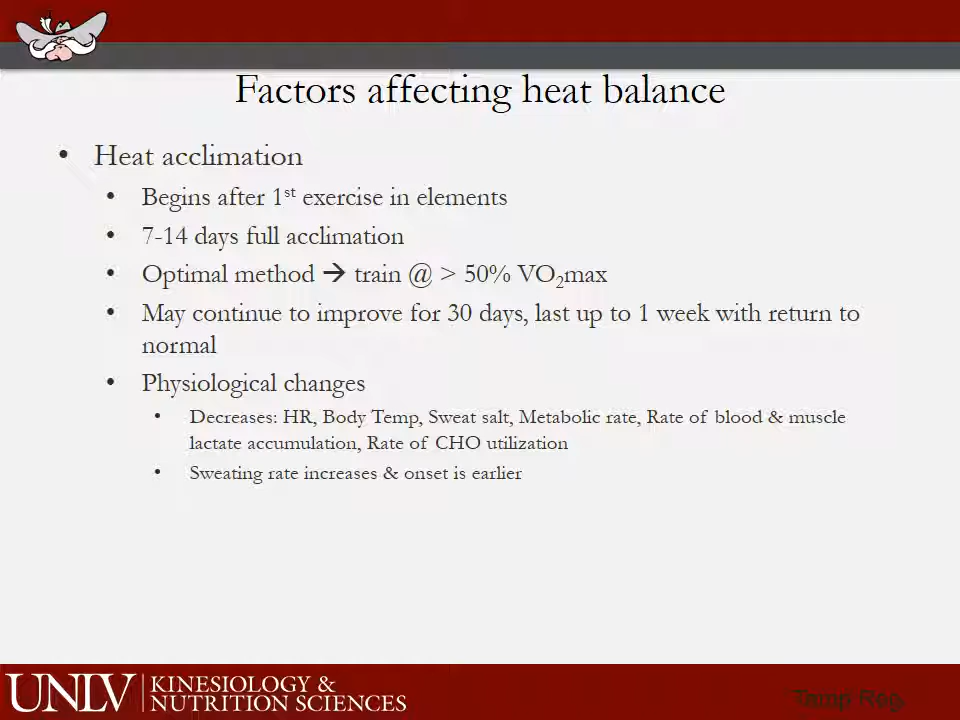 Factors affecting heat balance
• Heat acclimation
• Begins after 1st exercise in elements
• 7-14 days full acclimation
• Optimal method → train @ > 50% VO2max
• May continue to improve for 30 days, last up to 1 week with return to
normal
• Physiological changes
• Decreases: HR, Body Temp, Sweat salt, Metabolic rate, Rate of blood & muscle
lactate accumulation, Rate of CHO utilization
• Sweating rate increases & onset is earlier
UNLV KINESIOLOGY &
NUTRITION SCIENCES
Temp Reg.